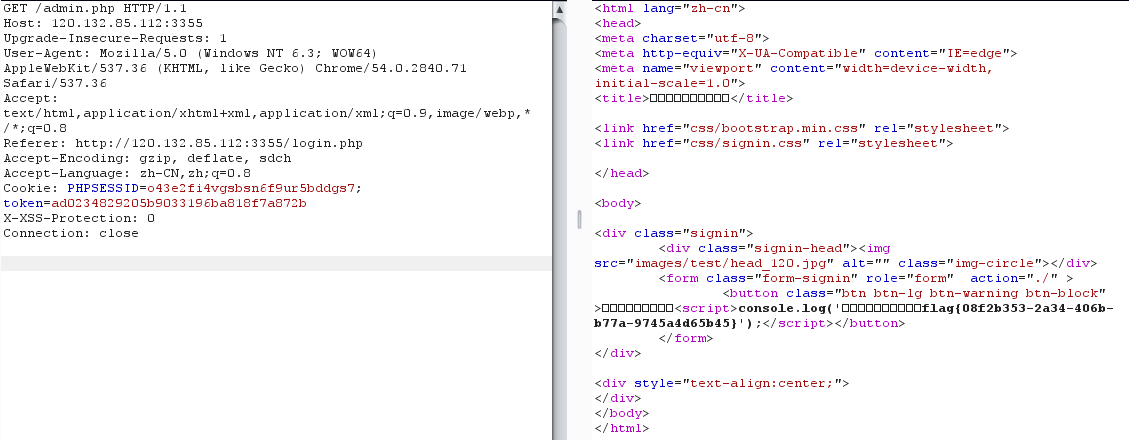 GET /admin.php HTTP/1.1
Host: 120.132.85.112:3355
Upgrade-Insecure-Requests: 1
User-Agent: Mozilla/5.0 (Windows NT 6.3; WOW64)
AppleWebKit/537.36 (KHTML, like Gecko) Chrome/54.0.2840.71
Safari/537.36
Accept:
text/html,application/xhtml+xml,application/xml;q=0.9,image/webp,*
/*;q=0.8
Referer: http://120.132.85.112:3355/login.php
Accept-Encoding: gzip, deflate, sdch
Accept-Language: zh-CN,zh;q=0.8
Cookie: PHPSESSID=o43e2fi4vgsbsn6f9ur5bddgs7;
token=ad0234829205b9033196ba818f7a872b
X-XSS-Protection: 0
Connection: close
<html lang="zh-cn">
<head>
<meta charset="utf-8">
<meta http-equiv="X-UA-Compatible" content="IE=edge">
<meta name="viewport" content="width=device-width,
initial-scale=1.0">
<title>□□□□□□□□□□</title>
<link href="css/bootstrap.min.css" rel="stylesheet">
<link href="css/signin.css" rel="stylesheet">
</head>
<body>
<div class="signin">
<div class="signin-head"><img
src="images/test/head_120.jpg" alt="" class="img-circle"></div>
<form class="form-signin" role="form" action="./" >
<button class="btn btn-lg btn-warning btn-block"
>□□□□□□□□□<script>console.log('□□□□□□□□□□flag{08f2b353-2a34-406b-
b77a-9745a4d65b45}');</script></button>
</form>
</div>
<div style="text-align:center;">
</div>
</body>
</html>